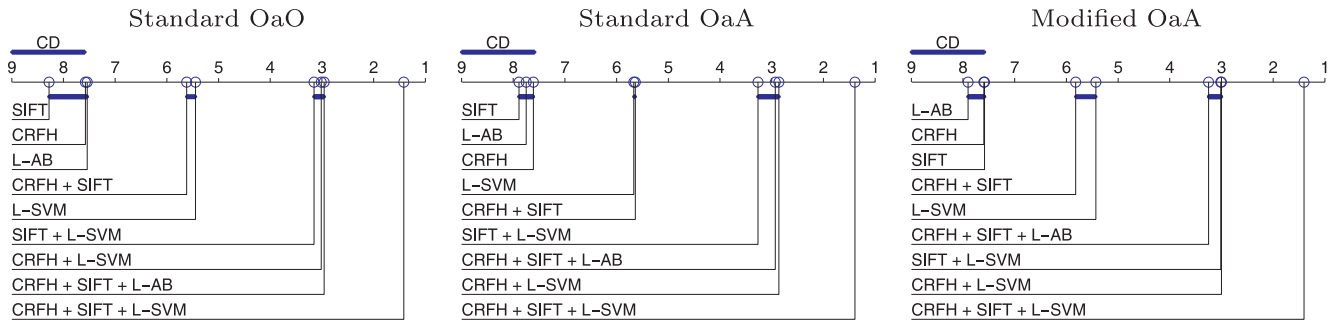 Standard OaO
CD
9 8 7 6 5 4 3 2 1
SIFT
CRFH
L−AB
CRFH + SIFT
L−SVM
SIFT + L−SVM
CRFH + L−SVM
CRFH + SIFT + L−AB
CRFH + SIFT + L−SVM
Standard OaA
CD
9 8 7 6 5 4 3 2 1
SIFT
L−AB
CRFH
L−SVM
CRFH + SIFT
SIFT + L−SVM
CRFH + SIFT + L−AB
CRFH + L−SVM
CRFH + SIFT + L−SVM
Modified OaA
CD
9 8 7 6 5 4 3 2 1
L−AB
CRFH
SIFT
CRFH + SIFT
L−SVM
CRFH + SIFT + L−AB
SIFT + L−SVM
CRFH + L−SVM
CRFH + SIFT + L−SVM